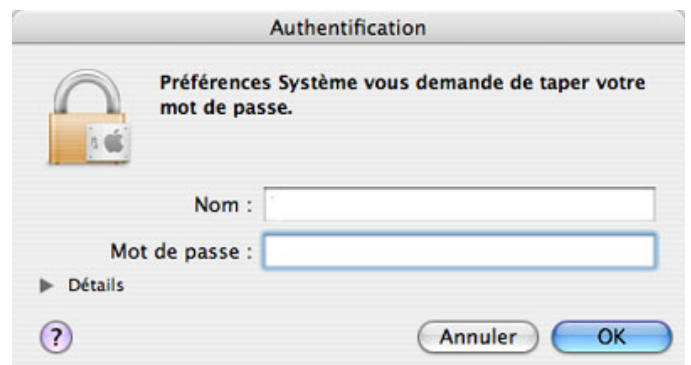 Authentification
Préférences Système vous demande de taper votre
mot de passe.
Nom :
Mot de passe :
Détails
?
Annuler
OK